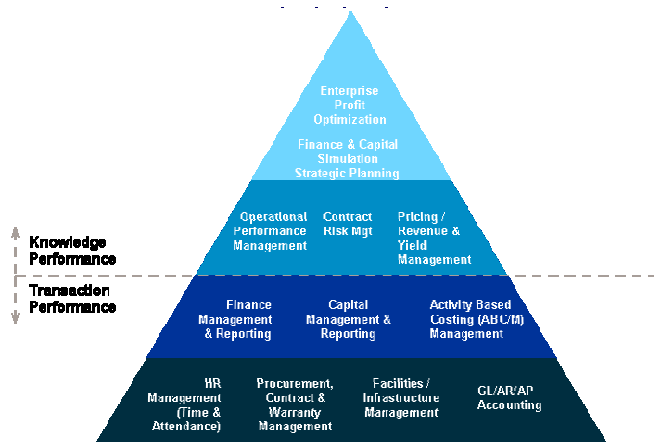 Enterprise
Profit
Optimization
Finance & Capital
Simulation
Strategic Planning
Operational
Performance
Management
Contract
Risk Mgt
Pricing /
Revenue &
Yield
Management
Knowledge
Performance
Transaction
Performance
Finance
Management
& Reporting
Capital
Management &
Reporting
Activity Based
Costing (ABC/M)
Management
HR
Management
(Time &
Attendance)
Procurement,
Contract &
Warranty
Management
Facilities /
Infrastructure
Management
GL/AR/AP
Accounting